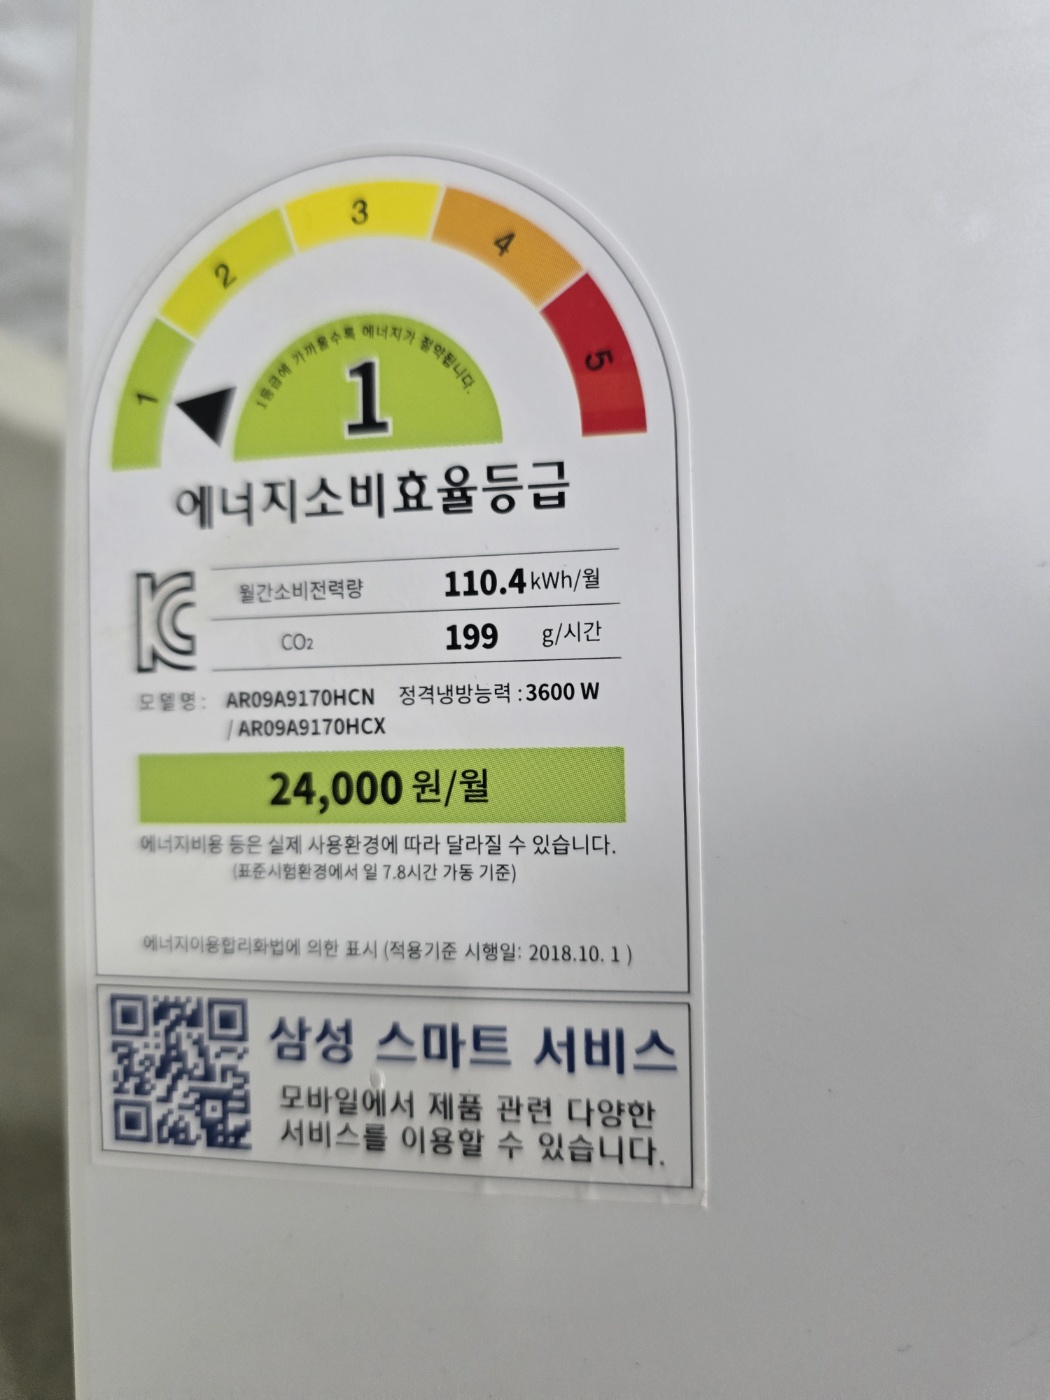 1
2
3
4
5
1등급에 가까울수록 에너지가 절약됩니다.
1
에너지소비효율등급
월간소비전력량 110.4 kWh/월
CO₂ 199 g/시간
모델명 : AR09A9170HCN 정격냉방능력 : 3600 W
/ AR09A9170HCX
24,000 원/월
에너지비용 등은 실제 사용환경에 따라 달라질 수 있습니다.
(표준시험환경에서 일 7.8시간 가동 기준)
에너지이용합리화법에 의한 표시 (적용기준 시행일: 2018.10. 1 )
삼성 스마트 서비스
모바일에서 제품 관련 다양한
서비스를 이용할 수 있습니다.